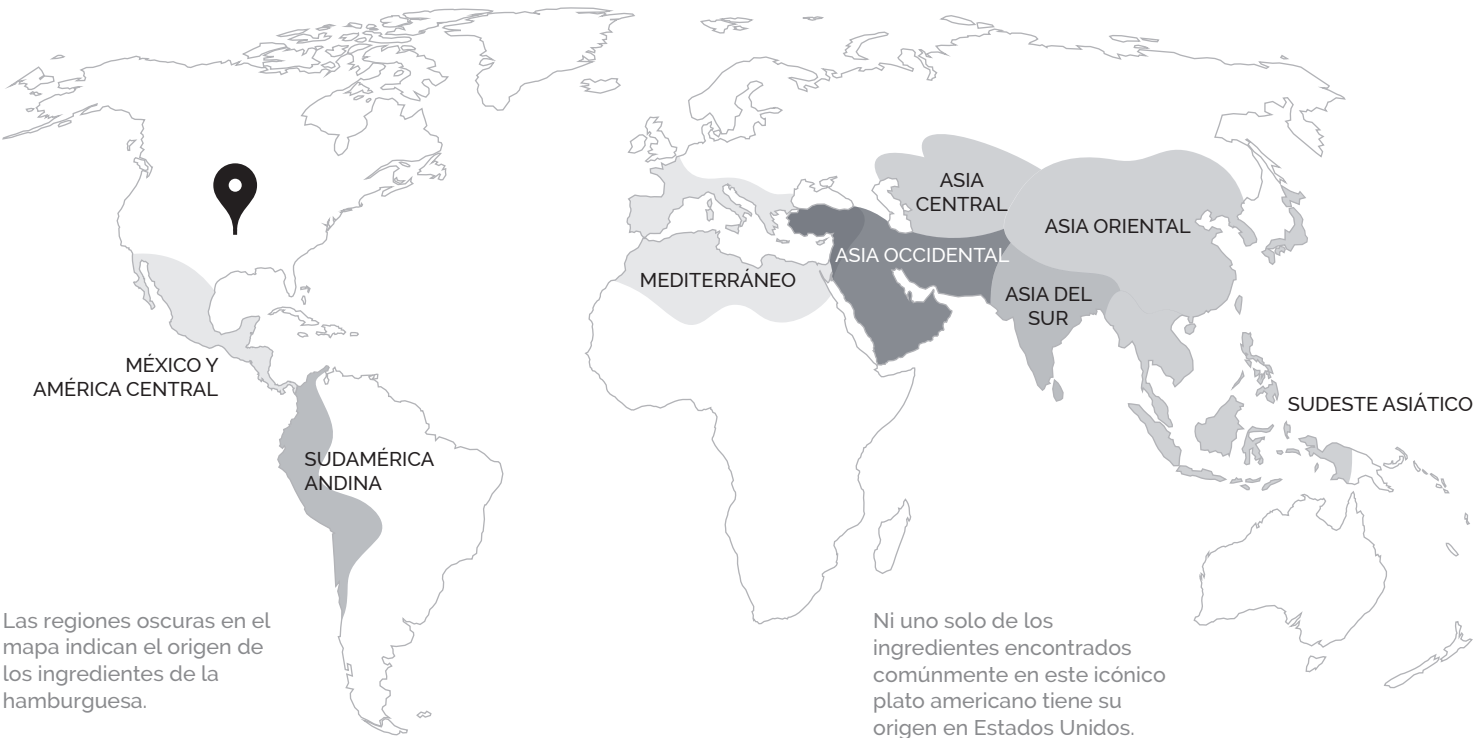 ASIA
CENTRAL
ASIA ORIENTAL
ASIA OCCIDENTAL
MEDITERRÁNEO
ASIA DEL
SUR
MÉXICO Y
AMÉRICA CENTRAL
SUDESTE ASIÁTICO
SUDAMÉRICA
ANDINA
Las regiones oscuras en el
mapa indican el origen de
los ingredientes de la
hamburguesa.
Ni uno solo de los
ingredientes encontrados
comúnmente en este icónico
plato americano tiene su
origen en Estados Unidos.